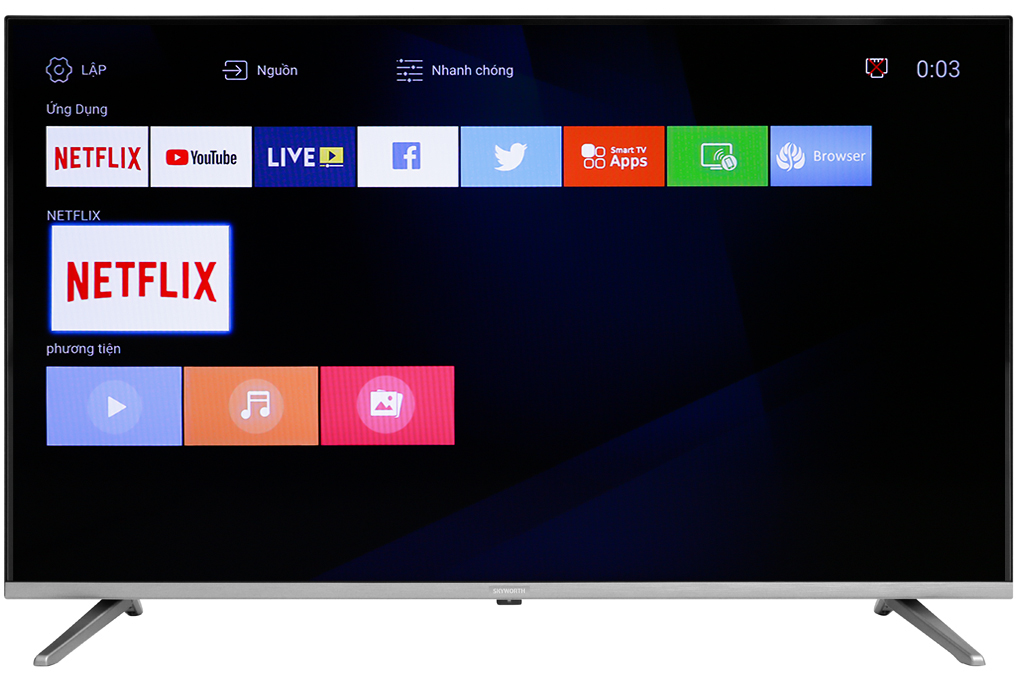 LẬP
Nguồn
Nhanh chóng
0:03
Ứng Dụng
NETFLIX
YouTube
LIVE
Smart TV
Apps
Browser
NETFLIX
NETFLIX
phương tiện
SKYWORTH